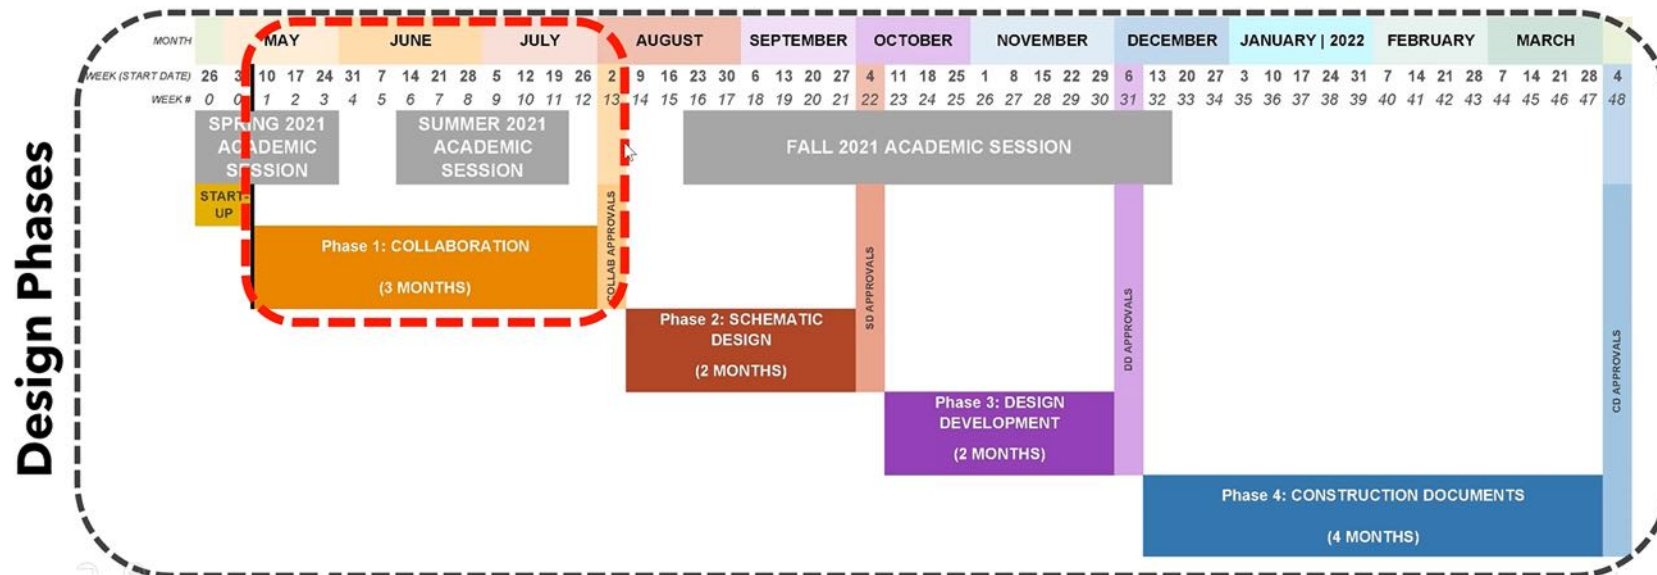 Design Phases
MONTH MAY JUNE JULY AUGUST SEPTEMBER OCTOBER NOVEMBER DECEMBER JANUARY | 2022 FEBRUARY MARCH
WEEK (START DATE) 26 3 10 17 24 31 7 14 21 28 5 12 19 26 2 9 16 23 30 6 13 20 27 4 11 18 25 1 8 15 22 29 6 13 20 27 3 10 17 24 31 7 14 21 28 7 14 21 28 4
WEEK # 0 0 1 2 3 4 5 6 7 8 9 10 11 12 13 14 15 16 17 18 19 20 21 22 23 24 25 26 27 28 29 30 31 32 33 34 35 36 37 38 39 40 41 42 43 44 45 46 47 48
SPRING 2021
ACADEMIC
SESSION
SUMMER 2021
ACADEMIC
SESSION
FALL 2021 ACADEMIC SESSION
START-
UP
Phase 1: COLLABORATION
(3 MONTHS)
COLLAB APPROVALS
Phase 2: SCHEMATIC
DESIGN
(2 MONTHS)
SD APPROVALS
Phase 3: DESIGN
DEVELOPMENT
(2 MONTHS)
DD APPROVALS
Phase 4: CONSTRUCTION DOCUMENTS
(4 MONTHS)
CD APPROVALS